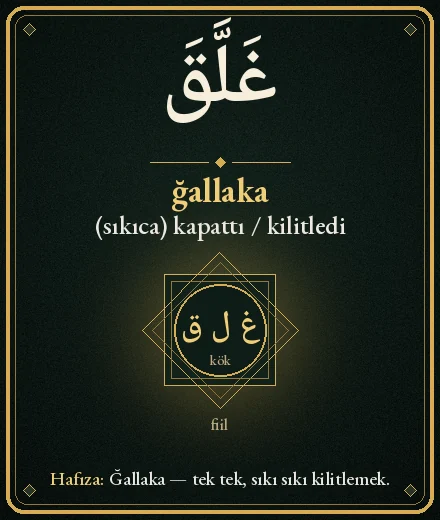 غَلَّقَ
ğallaka
(sıkıca) kapattı / kilitledi
غ ل ق
kök
fiil
Hafıza: Ğallaka — tek tek, sıkı sıkı kilitlemek.